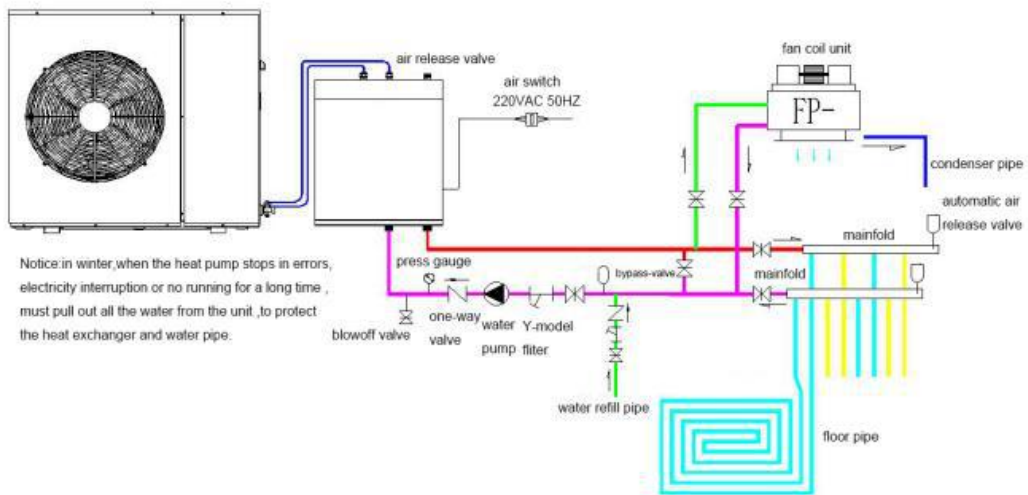 fan coil unit
air release valve
air switch
220VAC 50HZ
FP-
condenser pipe
automatic air
release valve
mainfold
Notice:in winter,when the heat pump stops in errors,
electricity interruption or no running for a long time ,
must pull out all the water from the unit ,to protect
the heat exchanger and water pipe.
press gauge
bypass-valve
mainfold
blowoff valve
one-way
valve
water
pump
Y-model
fliter
water refill pipe
floor pipe